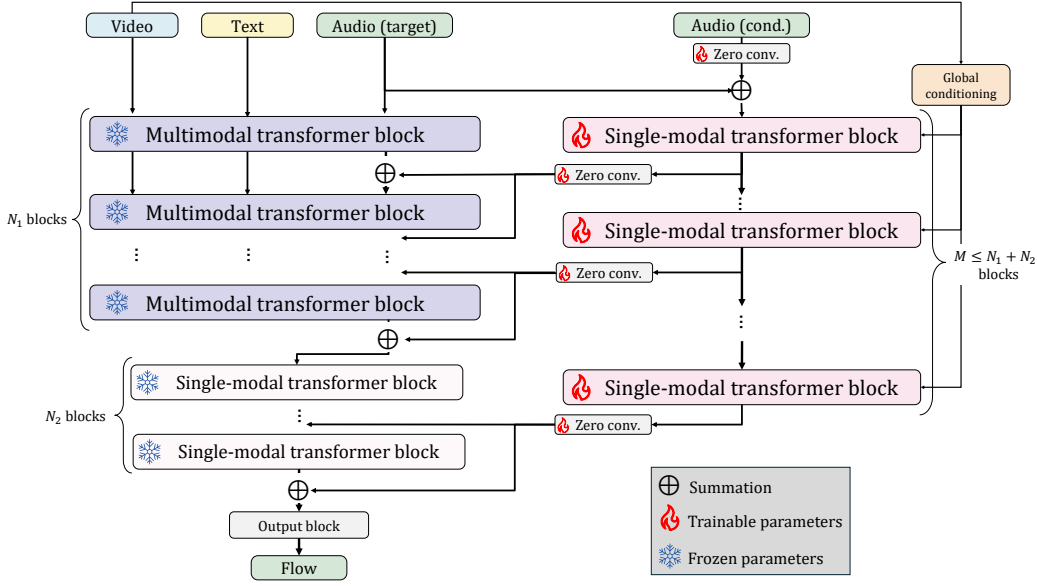 Video
Text
Audio (target)
Audio (cond.)
Zero conv.
Global
conditioning
Multimodal transformer block
Single-modal transformer block
Zero conv.
Multimodal transformer block
...
Single-modal transformer block
N₁ blocks
... ... ...
M ≤ N₁ + N₂
blocks
Zero conv.
Multimodal transformer block
...
Single-modal transformer block
Single-modal transformer block
N₂ blocks
...
Zero conv.
Single-modal transformer block
Summation
Output block
Trainable parameters
Frozen parameters
Flow